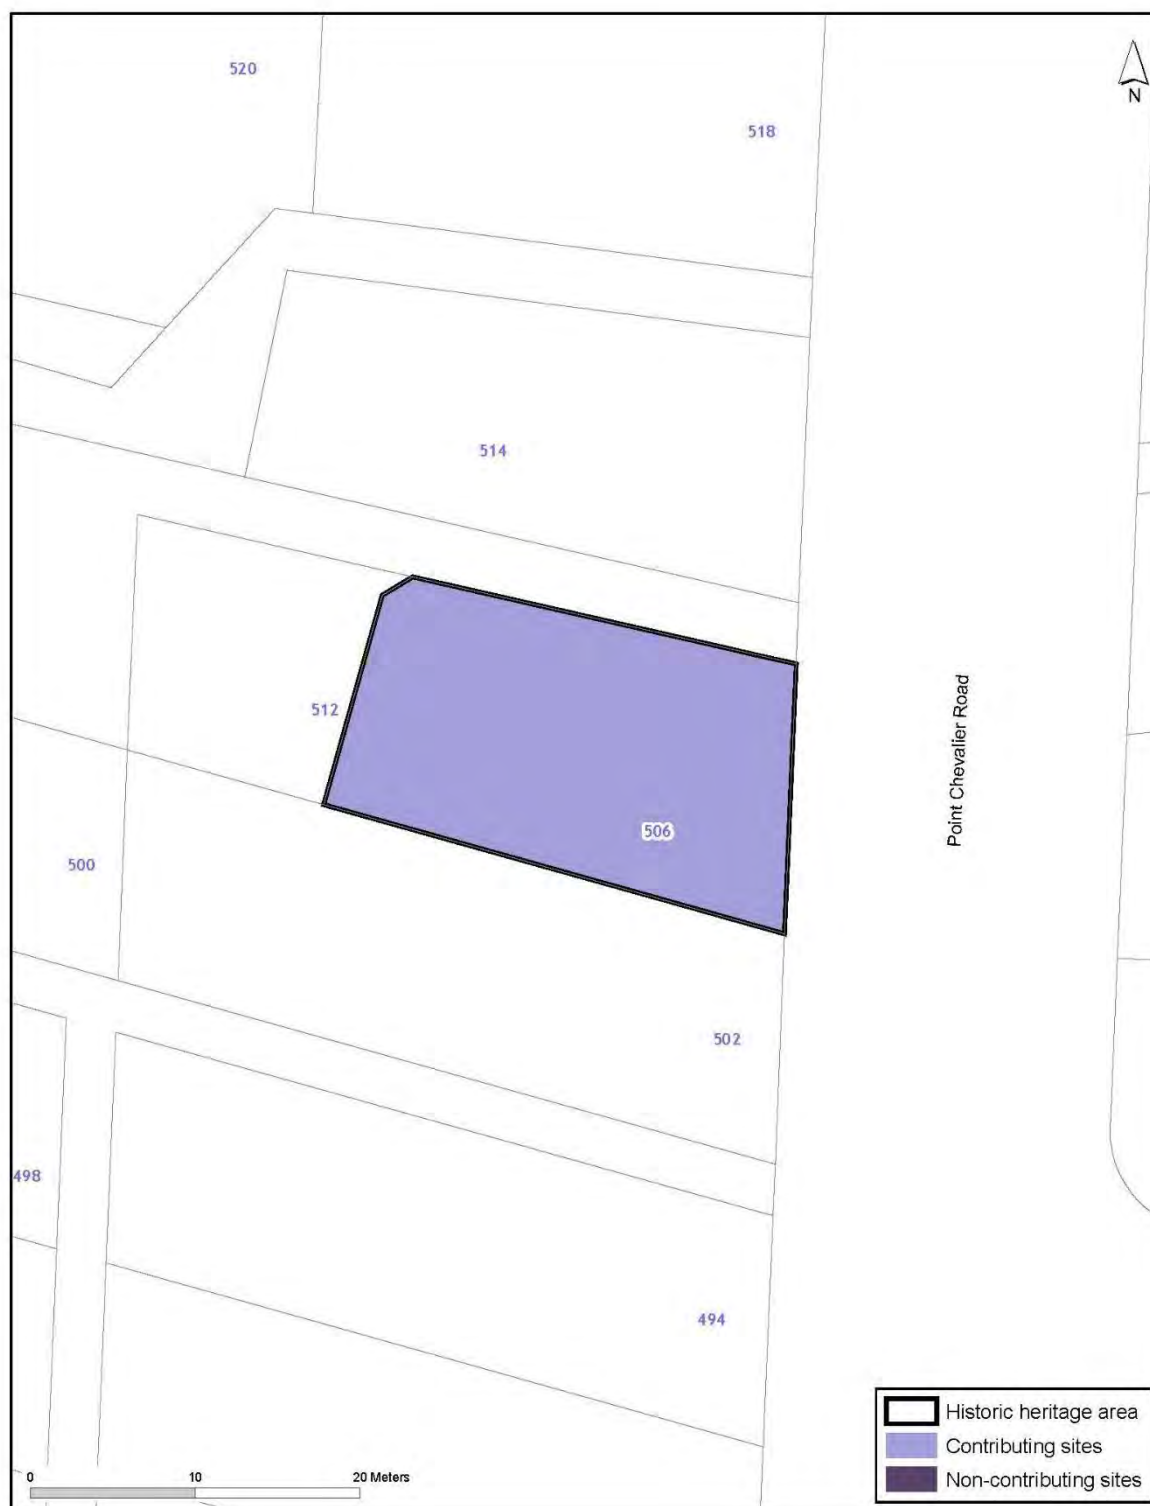 520
518
N
514
512
506
Point Chevalier Road
500
502
498
494
Historic heritage area
Contributing sites
Non-contributing sites
0 10 20 Meters